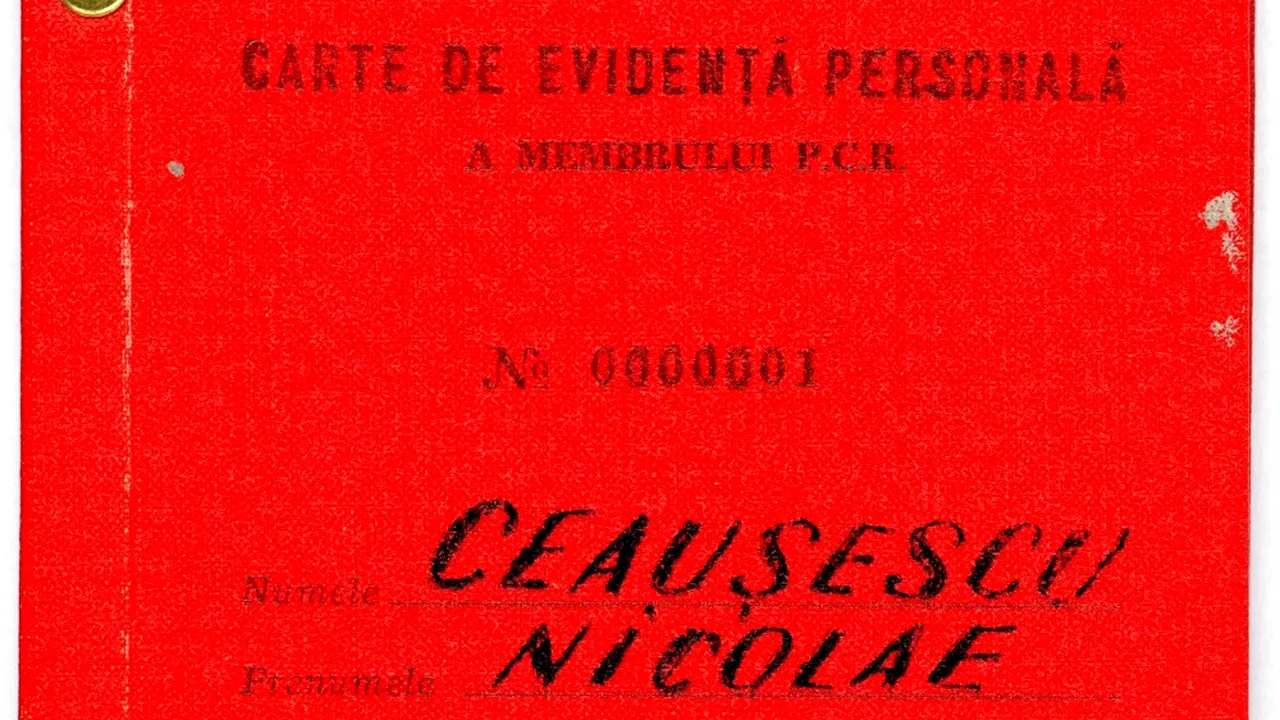 CARTE DE EVIDENȚĂ PERSONALĂ
A MEMBRULUI P.C.R.
№ 0000001
Numele CEAUȘESCU
Prenumele NICOLAE